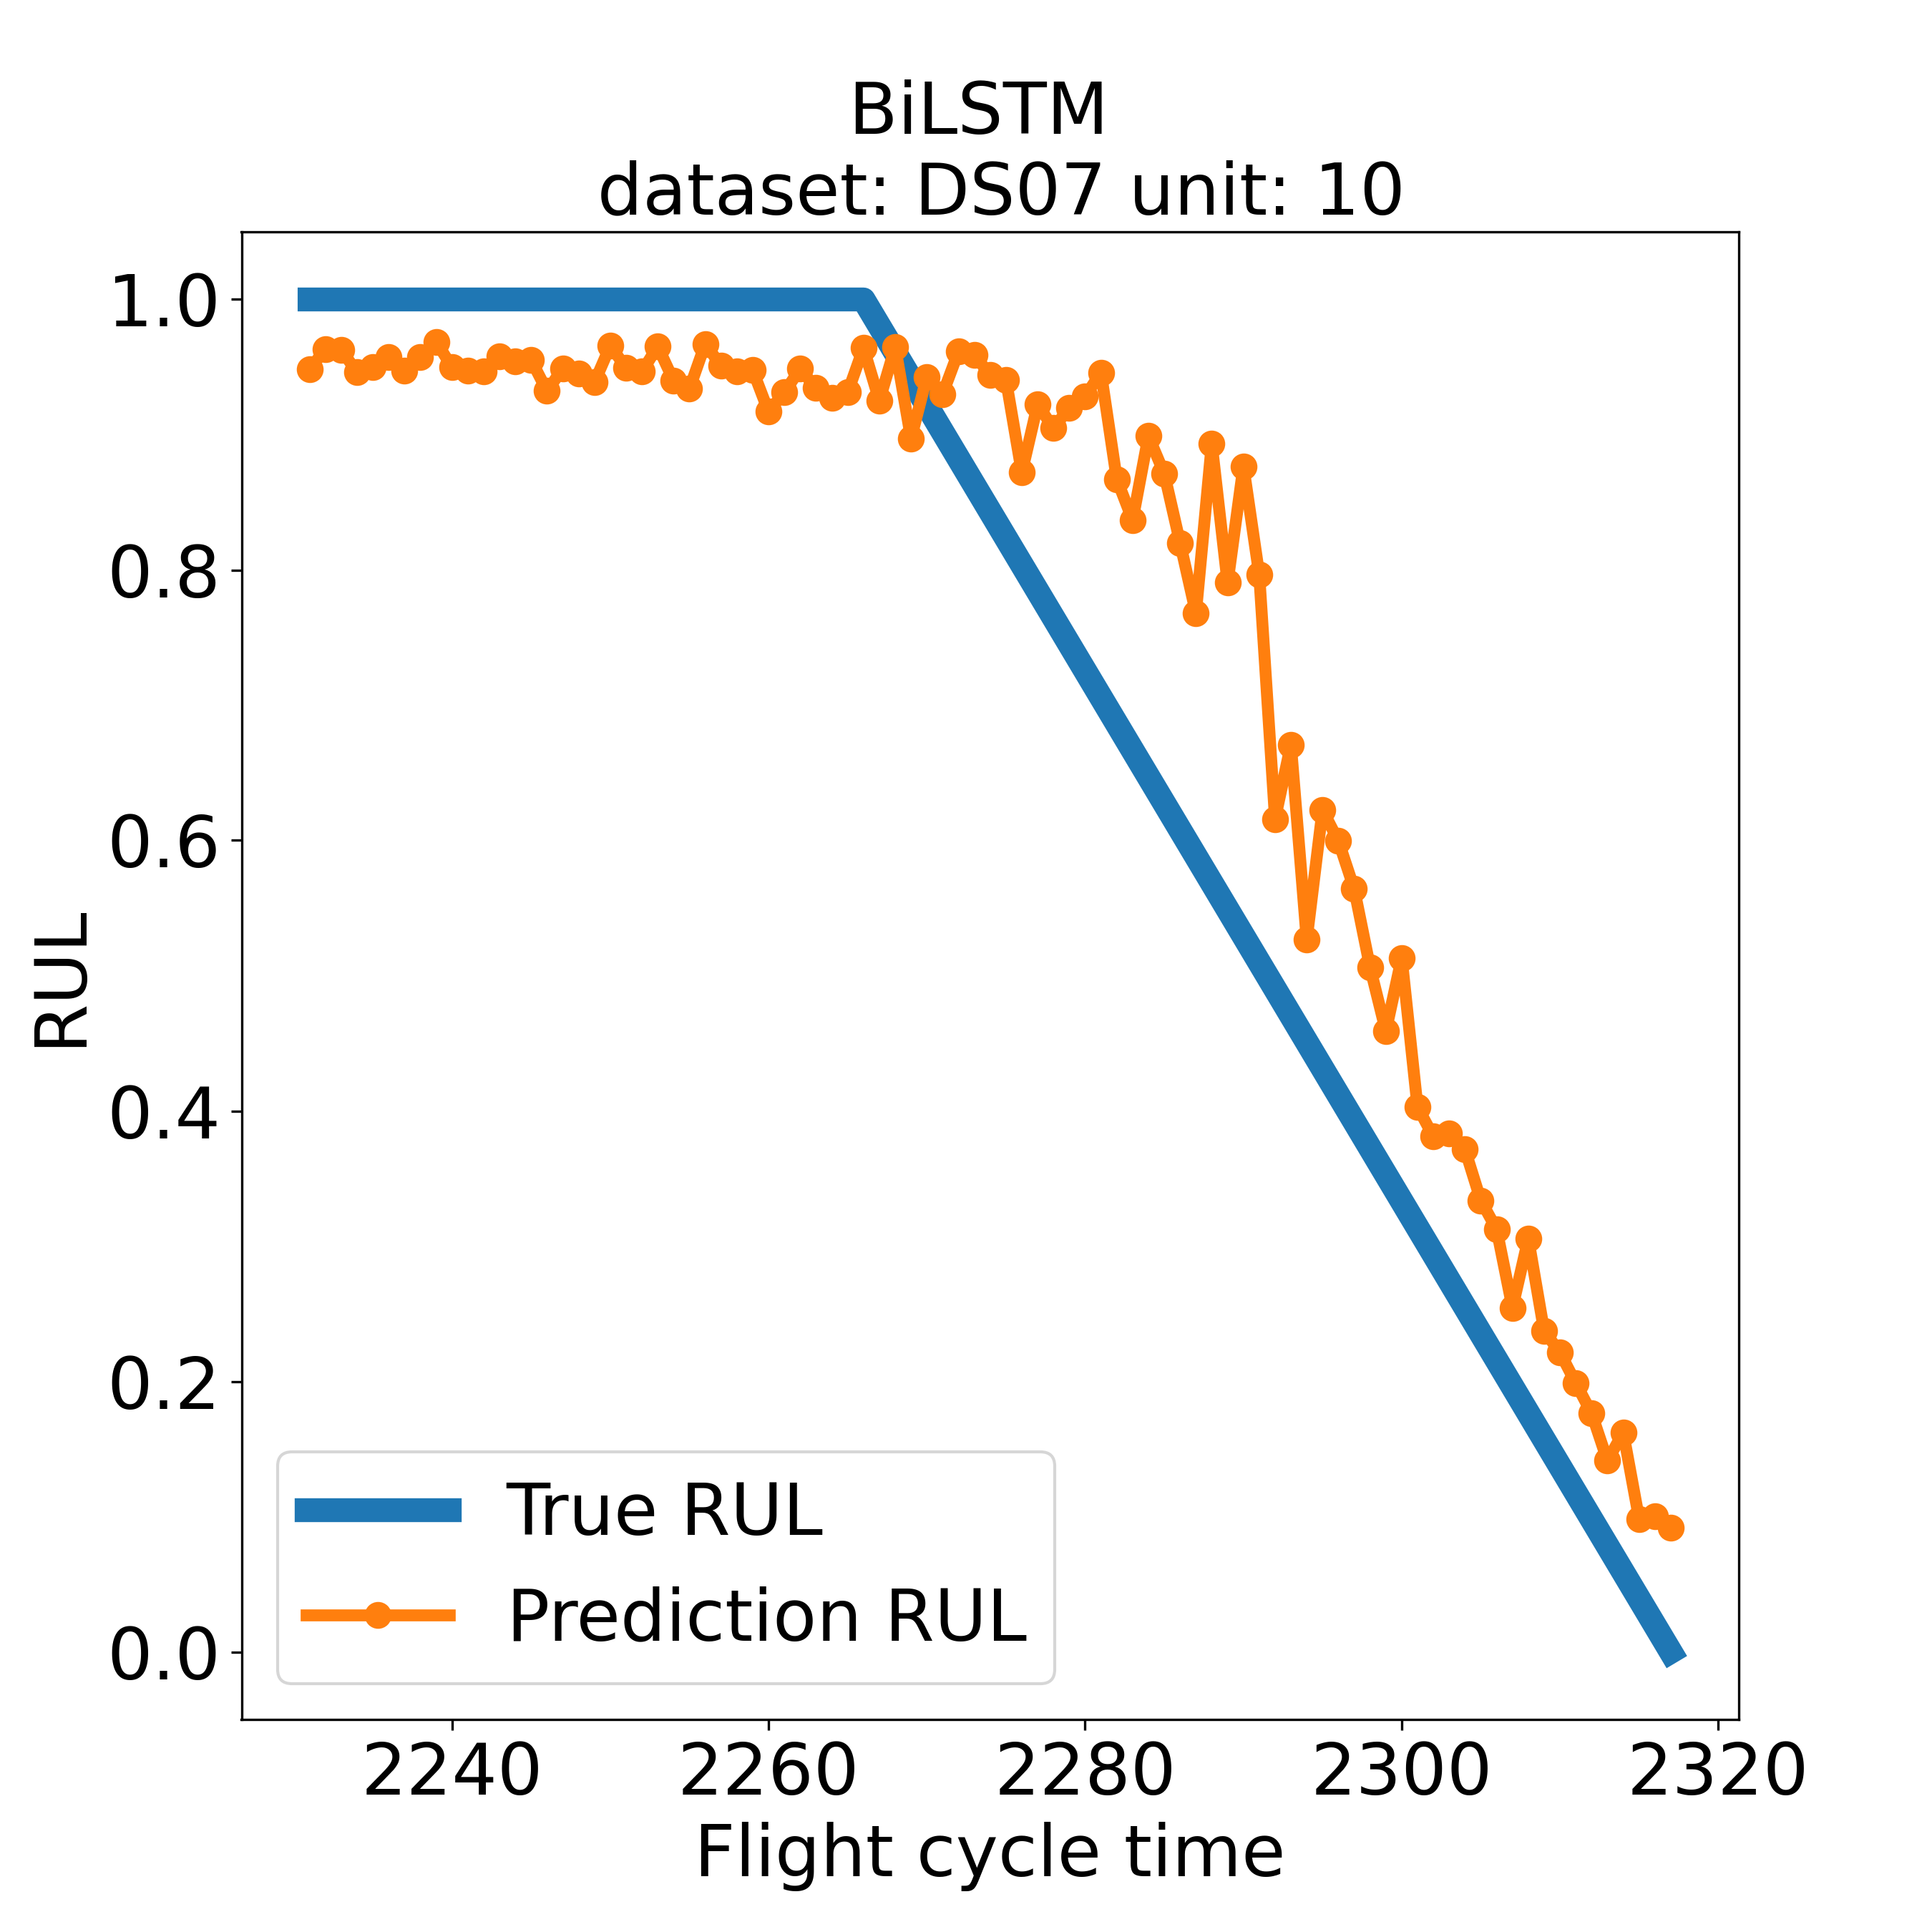 BiLSTM
dataset: DS07 unit: 10
1.0
0.8
0.6
0.4
0.2
0.0
RUL
True RUL
Prediction RUL
2240 2260 2280 2300 2320
Flight cycle time